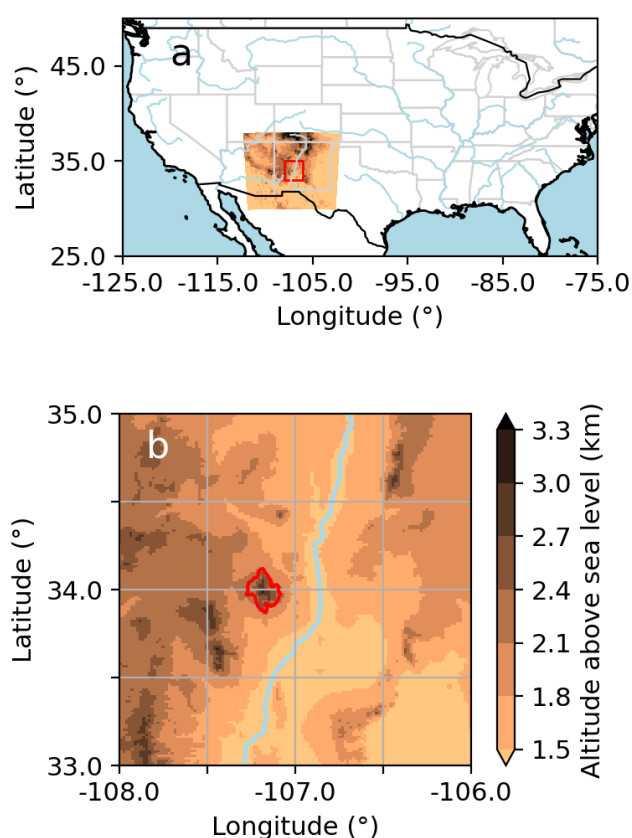 a
45.0
35.0
25.0
Latitude (°)
-125.0 -115.0 -105.0 -95.0 -85.0 -75.0
Longitude (°)
b
35.0
34.0
33.0
Latitude (°)
-108.0 -107.0 -106.0
Longitude (°)
3.3
3.0
2.7
2.4
2.1
1.8
1.5
Altitude above sea level (km)